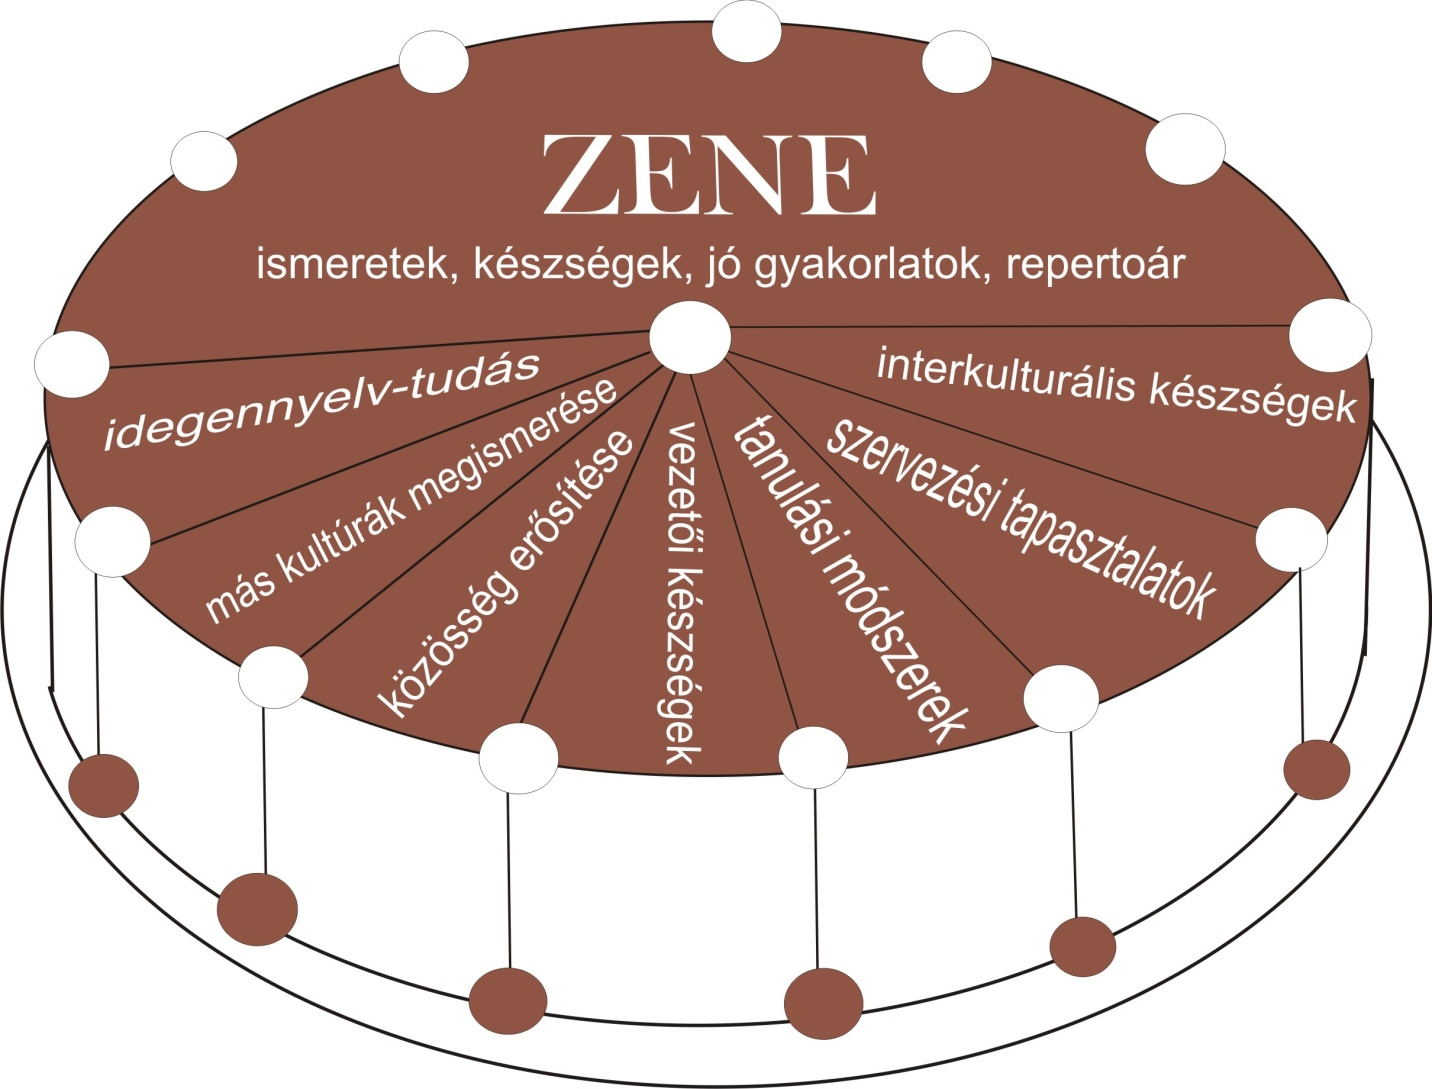 ZENE
ismeretek, készségek, jó gyakorlatok, repertoár
idegennyelv-tudás
más kultúrák megismerése
közösség erősítése
vezetői készségek
tanulási módszerek
szervezési tapasztalatok
interkulturális készségek